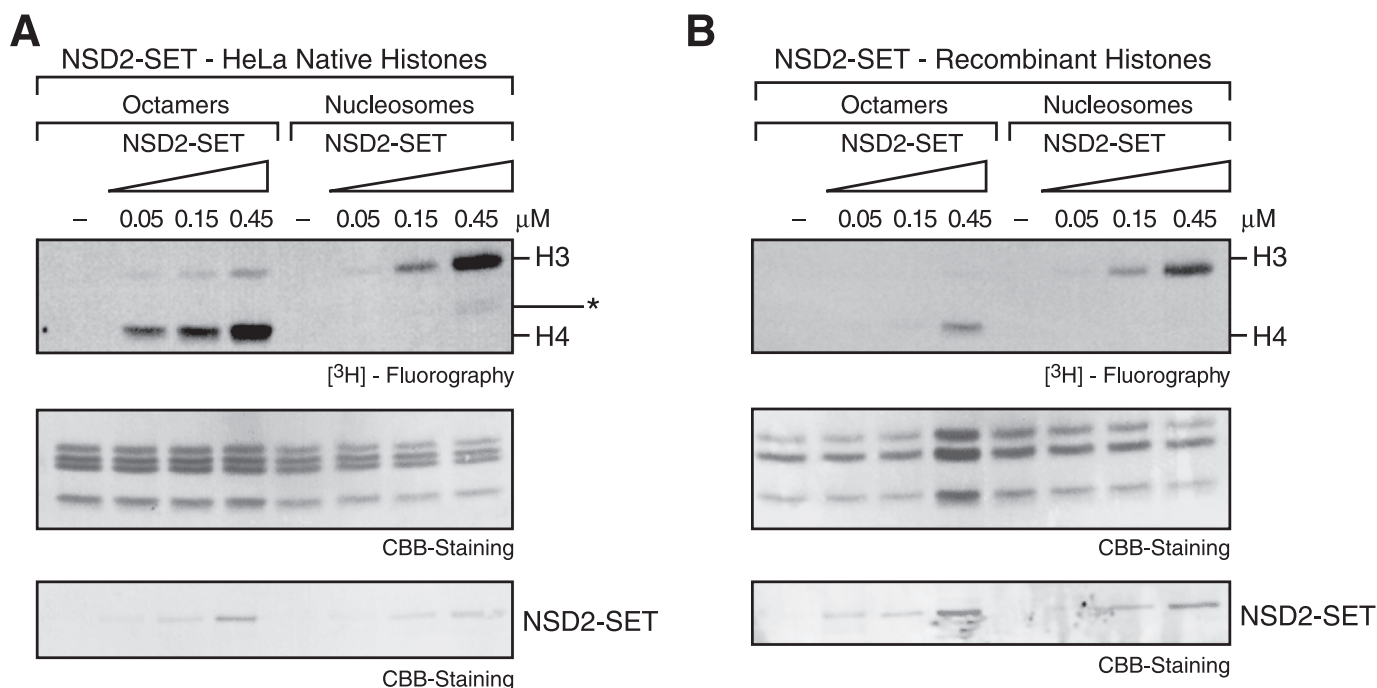 A
NSD2-SET - HeLa Native Histones
Octamers
Nucleosomes
NSD2-SET
NSD2-SET
– 0.05 0.15 0.45 – 0.05 0.15 0.45 μM
H3
*
H4
[³H] - Fluorography
CBB-Staining
NSD2-SET
CBB-Staining
B
NSD2-SET - Recombinant Histones
Octamers
Nucleosomes
NSD2-SET
NSD2-SET
– 0.05 0.15 0.45 – 0.05 0.15 0.45 μM
H3
H4
[³H] - Fluorography
CBB-Staining
NSD2-SET
CBB-Staining